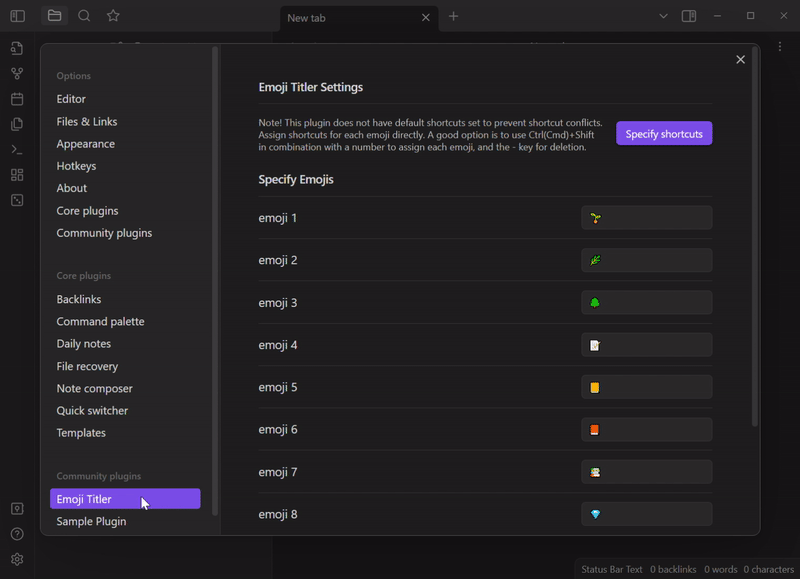 New tab
Options
Editor
Files & Links
Appearance
Hotkeys
About
Core plugins
Community plugins
Core plugins
Backlinks
Command palette
Daily notes
File recovery
Note composer
Quick switcher
Templates
Community plugins
Emoji Titler
Sample Plugin
Emoji Titler Settings
Note! This plugin does not have default shortcuts set to prevent shortcut conflicts.
Assign shortcuts for each emoji directly. A good option is to use Ctrl(Cmd)+Shift
in combination with a number to assign each emoji, and the - key for deletion.
Specify shortcuts
Specify Emojis
emoji 1
emoji 2
emoji 3
emoji 4
emoji 5
emoji 6
emoji 7
emoji 8
Status Bar Text 0 backlinks 0 words 0 characters